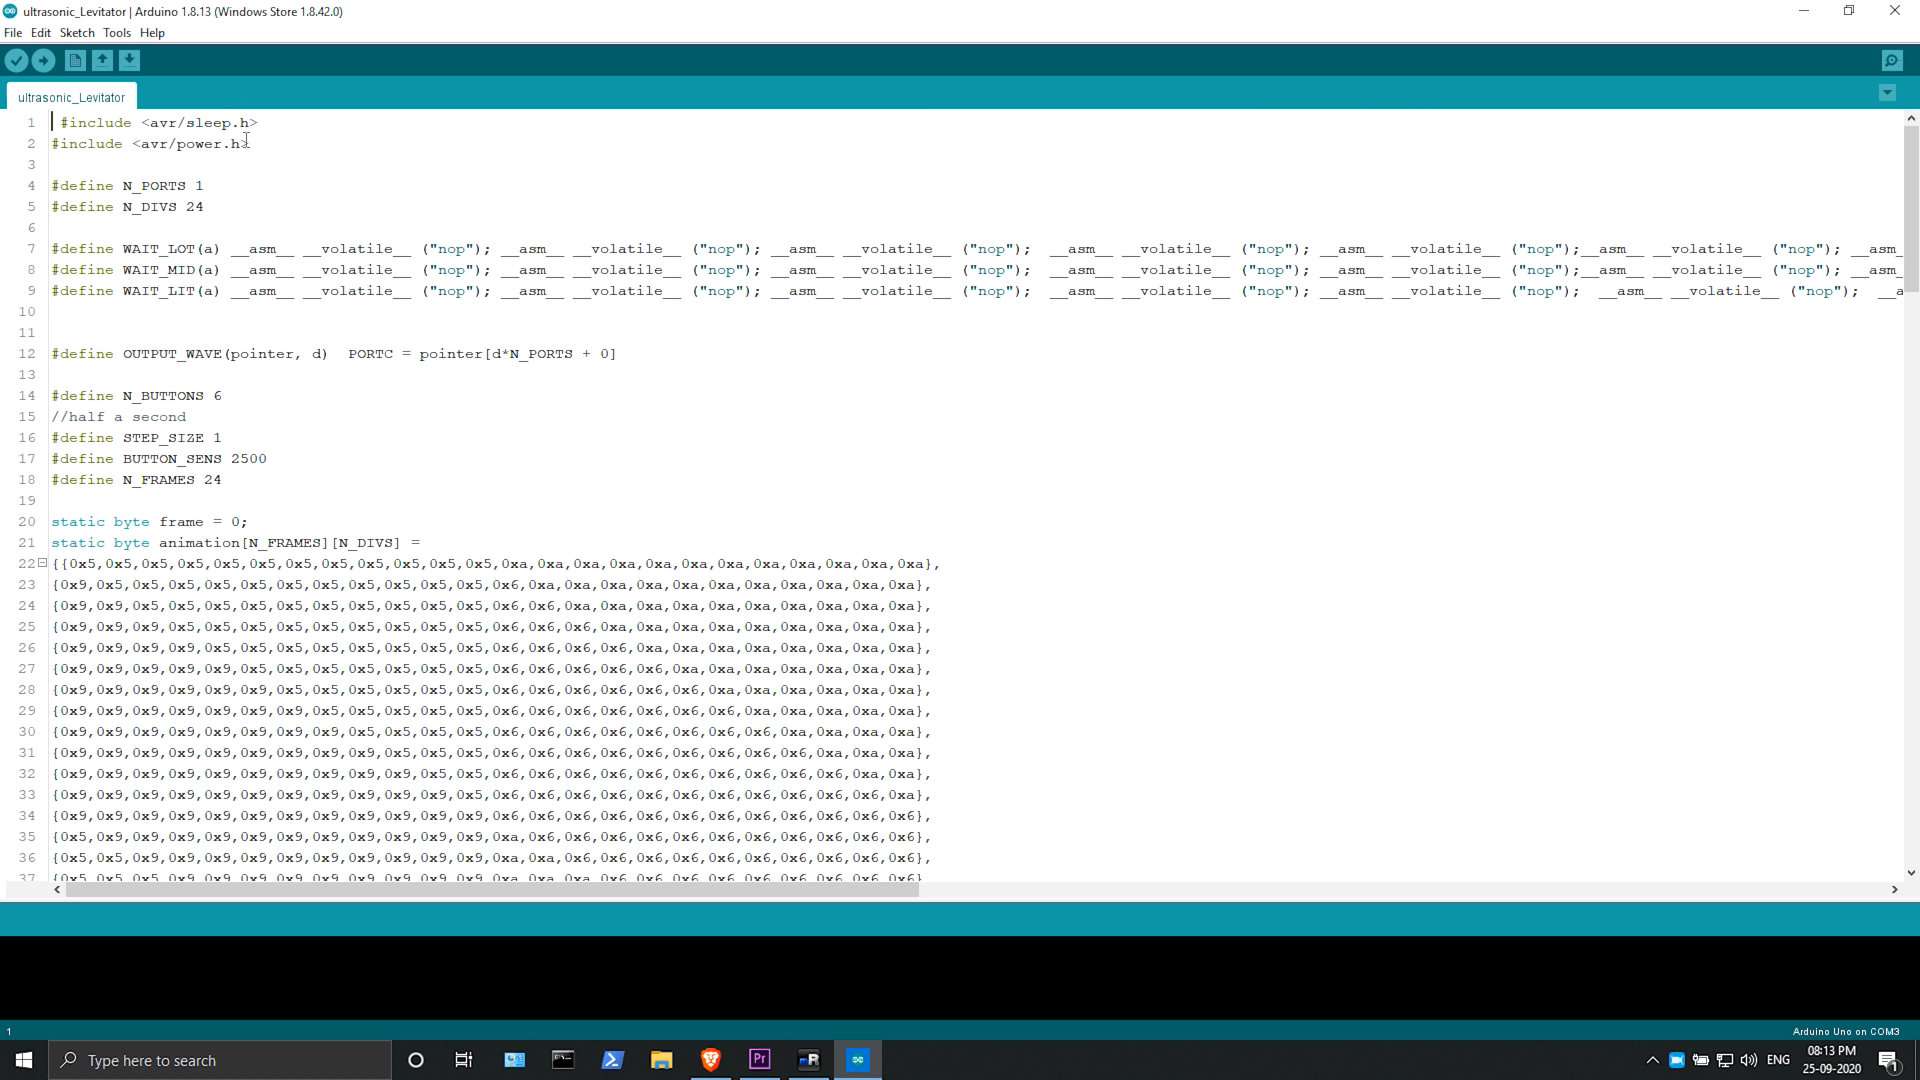 ultrasonic_Levitator | Arduino 1.8.13 (Windows Store 1.8.42.0)
File Edit Sketch Tools Help
ultrasonic_Levitator
1 #include <avr/sleep.h>
2 #include <avr/power.h>
3
4 #define N_PORTS 1
5 #define N_DIVS 24
6
7 #define WAIT_LOT(a) __asm__ __volatile__ ("nop"); __asm__ __volatile__ ("nop"); __asm__ __volatile__ ("nop"); __asm__ __volatile__ ("nop"); __asm__ __volatile__ ("nop");__asm__ __volatile__ ("nop"); __asm_
8 #define WAIT_MID(a) __asm__ __volatile__ ("nop"); __asm__ __volatile__ ("nop"); __asm__ __volatile__ ("nop"); __asm__ __volatile__ ("nop"); __asm__ __volatile__ ("nop");__asm__ __volatile__ ("nop"); __asm_
9 #define WAIT_LIT(a) __asm__ __volatile__ ("nop"); __asm__ __volatile__ ("nop"); __asm__ __volatile__ ("nop"); __asm__ __volatile__ ("nop"); __asm__ __volatile__ ("nop"); __asm__ __volatile__ ("nop"); __a
10
11
12 #define OUTPUT_WAVE(pointer, d) PORTC = pointer[d*N_PORTS + 0]
13
14 #define N_BUTTONS 6
15 //half a second
16 #define STEP_SIZE 1
17 #define BUTTON_SENS 2500
18 #define N_FRAMES 24
19
20 static byte frame = 0;
21 static byte animation[N_FRAMES][N_DIVS] =
22 {{0x5,0x5,0x5,0x5,0x5,0x5,0x5,0x5,0x5,0x5,0x5,0x5,0xa,0xa,0xa,0xa,0xa,0xa,0xa,0xa,0xa,0xa,0xa,0xa},
23 {0x9,0x5,0x5,0x5,0x5,0x5,0x5,0x5,0x5,0x5,0x5,0x5,0x6,0xa,0xa,0xa,0xa,0xa,0xa,0xa,0xa,0xa,0xa,0xa},
24 {0x9,0x9,0x5,0x5,0x5,0x5,0x5,0x5,0x5,0x5,0x5,0x5,0x6,0x6,0xa,0xa,0xa,0xa,0xa,0xa,0xa,0xa,0xa,0xa},
25 {0x9,0x9,0x9,0x5,0x5,0x5,0x5,0x5,0x5,0x5,0x5,0x5,0x6,0x6,0x6,0xa,0xa,0xa,0xa,0xa,0xa,0xa,0xa,0xa},
26 {0x9,0x9,0x9,0x9,0x5,0x5,0x5,0x5,0x5,0x5,0x5,0x5,0x6,0x6,0x6,0x6,0xa,0xa,0xa,0xa,0xa,0xa,0xa,0xa},
27 {0x9,0x9,0x9,0x9,0x9,0x5,0x5,0x5,0x5,0x5,0x5,0x5,0x6,0x6,0x6,0x6,0x6,0xa,0xa,0xa,0xa,0xa,0xa,0xa},
28 {0x9,0x9,0x9,0x9,0x9,0x9,0x5,0x5,0x5,0x5,0x5,0x5,0x6,0x6,0x6,0x6,0x6,0x6,0xa,0xa,0xa,0xa,0xa,0xa},
29 {0x9,0x9,0x9,0x9,0x9,0x9,0x9,0x5,0x5,0x5,0x5,0x5,0x6,0x6,0x6,0x6,0x6,0x6,0x6,0xa,0xa,0xa,0xa,0xa},
30 {0x9,0x9,0x9,0x9,0x9,0x9,0x9,0x9,0x5,0x5,0x5,0x5,0x6,0x6,0x6,0x6,0x6,0x6,0x6,0x6,0xa,0xa,0xa,0xa},
31 {0x9,0x9,0x9,0x9,0x9,0x9,0x9,0x9,0x9,0x5,0x5,0x5,0x6,0x6,0x6,0x6,0x6,0x6,0x6,0x6,0x6,0xa,0xa,0xa},
32 {0x9,0x9,0x9,0x9,0x9,0x9,0x9,0x9,0x9,0x9,0x5,0x5,0x6,0x6,0x6,0x6,0x6,0x6,0x6,0x6,0x6,0x6,0xa,0xa},
33 {0x9,0x9,0x9,0x9,0x9,0x9,0x9,0x9,0x9,0x9,0x9,0x5,0x6,0x6,0x6,0x6,0x6,0x6,0x6,0x6,0x6,0x6,0x6,0xa},
34 {0x9,0x9,0x9,0x9,0x9,0x9,0x9,0x9,0x9,0x9,0x9,0x9,0x6,0x6,0x6,0x6,0x6,0x6,0x6,0x6,0x6,0x6,0x6,0x6},
35 {0x5,0x9,0x9,0x9,0x9,0x9,0x9,0x9,0x9,0x9,0x9,0x9,0xa,0x6,0x6,0x6,0x6,0x6,0x6,0x6,0x6,0x6,0x6,0x6},
36 {0x5,0x5,0x9,0x9,0x9,0x9,0x9,0x9,0x9,0x9,0x9,0x9,0xa,0xa,0x6,0x6,0x6,0x6,0x6,0x6,0x6,0x6,0x6,0x6},
37 {0x5,0x5,0x5,0x9,0x9,0x9,0x9,0x9,0x9,0x9,0x9,0x9,0xa,0xa,0xa,0x6,0x6,0x6,0x6,0x6,0x6,0x6,0x6,0x6},
1
Arduino Uno on COM3
Type here to search
Pr
R
ENG
08:13 PM
25-09-2020
1